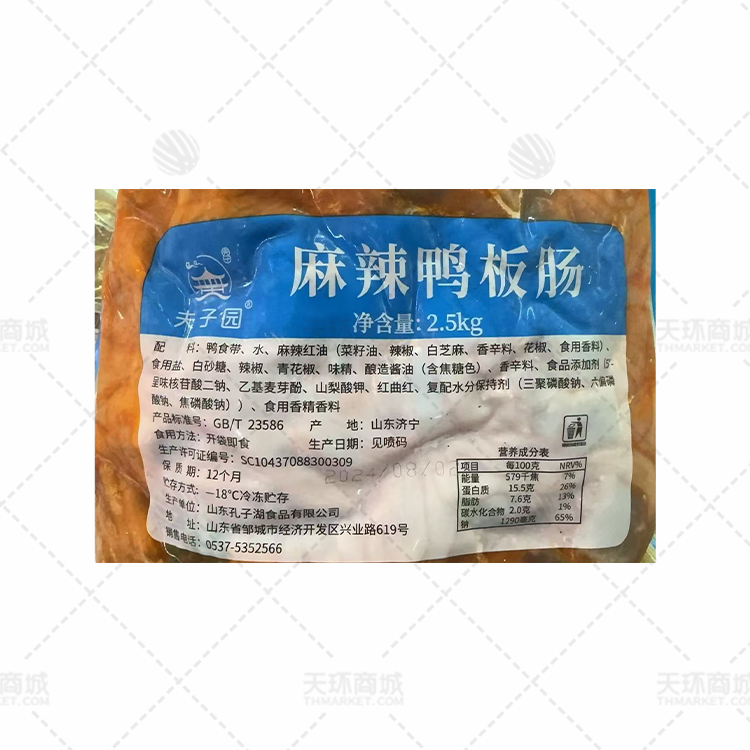 夫子园®
麻辣鸭板肠
净含量: 2.5kg
配 料: 鸭食带、水、麻辣红油（菜籽油、辣椒、白芝麻、香辛料、花椒、食用香料）、
食用盐、白砂糖、辣椒、青花椒、味精、酿造酱油（含焦糖色）、香辛料、食品添加剂（5'-
呈味核苷酸二钠、乙基麦芽酚、山梨酸钾、红曲红、复配水分保持剂（三聚磷酸钠、六偏磷
酸钠、焦磷酸钠））、食用香精香料
产品标准号: GB/T 23586 产 地: 山东济宁
食用方法: 开袋即食 生产日期: 见喷码
生产许可证编号: SC10437088300309
保 质 期: 12个月
2024/08/0
贮存方式: －18℃冷冻贮存
生产单位: 山东孔子湖食品有限公司
地 址: 山东省邹城市经济开发区兴业路619号
销售电话: 0537-5352566
营养成分表
项目 每100克 NRV%
能量 579千焦 7%
蛋白质 15.5克 26%
脂肪 7.6克 13%
碳水化合物 2.0克 1%
钠 1290毫克 65%
天环商城
THMARKET.COM